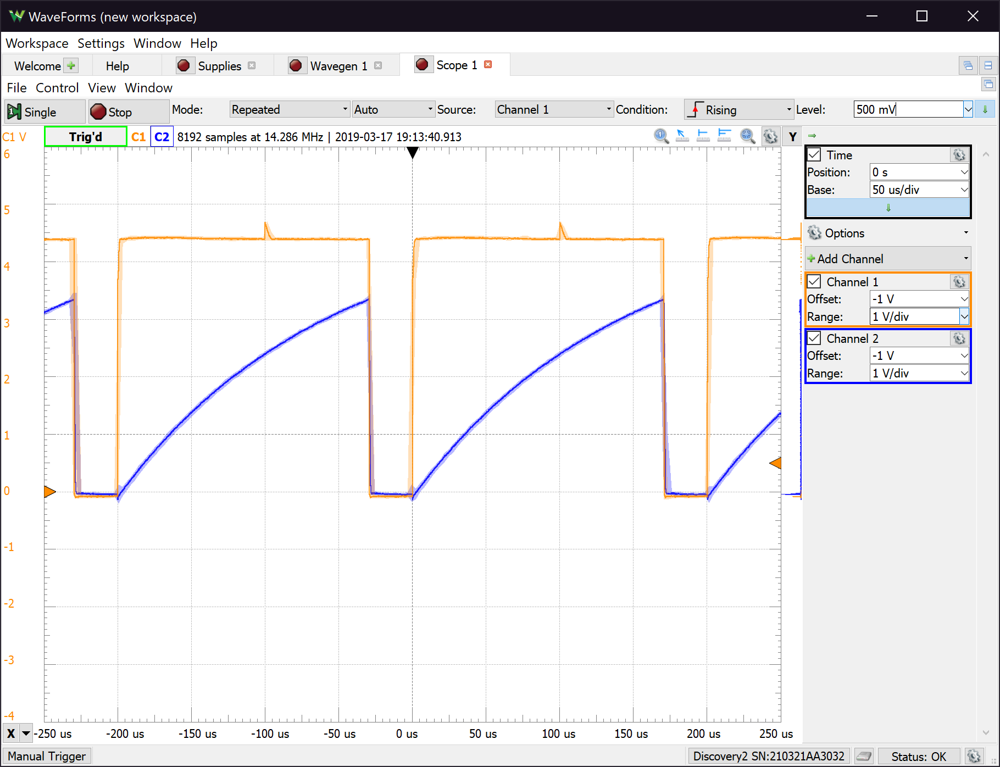 WaveForms (new workspace)
Workspace Settings Window Help
Welcome Help Supplies Wavegen 1 Scope 1
File Control View Window
Single Stop Mode: Repeated Auto Source: Channel 1 Condition: Rising Level: 500 mV
C1 V Trig'd C1 C2 8192 samples at 14.286 MHz | 2019-03-17 19:13:40.913 Y
Time
Position: 0 s
Base: 50 us/div
Options
Add Channel
Channel 1
Offset: -1 V
Range: 1 V/div
Channel 2
Offset: -1 V
Range: 1 V/div
6
5
4
3
2
1
0
-1
-2
-3
-4
X -250 us -200 us -150 us -100 us -50 us 0 us 50 us 100 us 150 us 200 us 250 us
Manual Trigger Discovery2 SN:210321AA3032 Status: OK